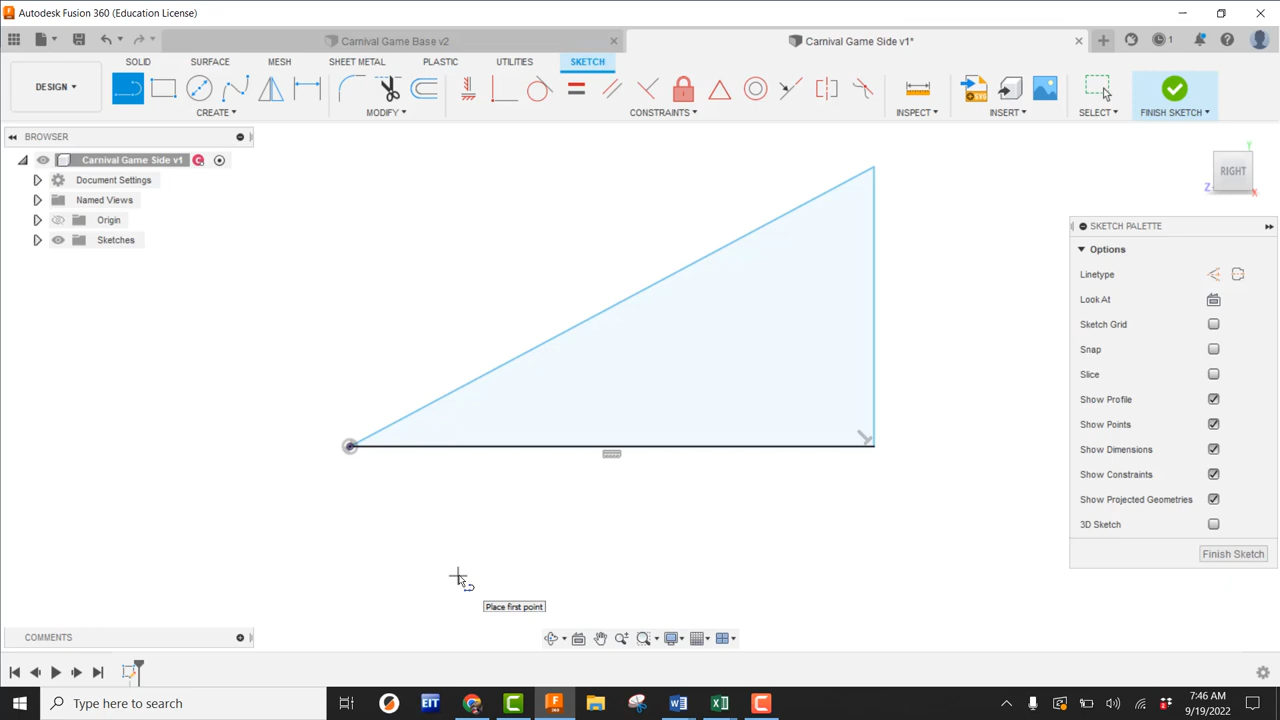 Autodesk Fusion 360 (Education License)
Carnival Game Base v2
Carnival Game Side v1*
1
DESIGN
SOLID
SURFACE
MESH
SHEET METAL
PLASTIC
UTILITIES
SKETCH
CREATE
MODIFY
CONSTRAINTS
INSPECT
INSERT
SELECT
FINISH SKETCH
BROWSER
Carnival Game Side v1
Document Settings
Named Views
Origin
Sketches
Y
RIGHT
Z
X
SKETCH PALETTE
Options
Linetype
Look At
Sketch Grid
Snap
Slice
Show Profile
Show Points
Show Dimensions
Show Constraints
Show Projected Geometries
3D Sketch
Finish Sketch
Place first point
COMMENTS
Type here to search
EIT
7:46 AM
9/19/2022